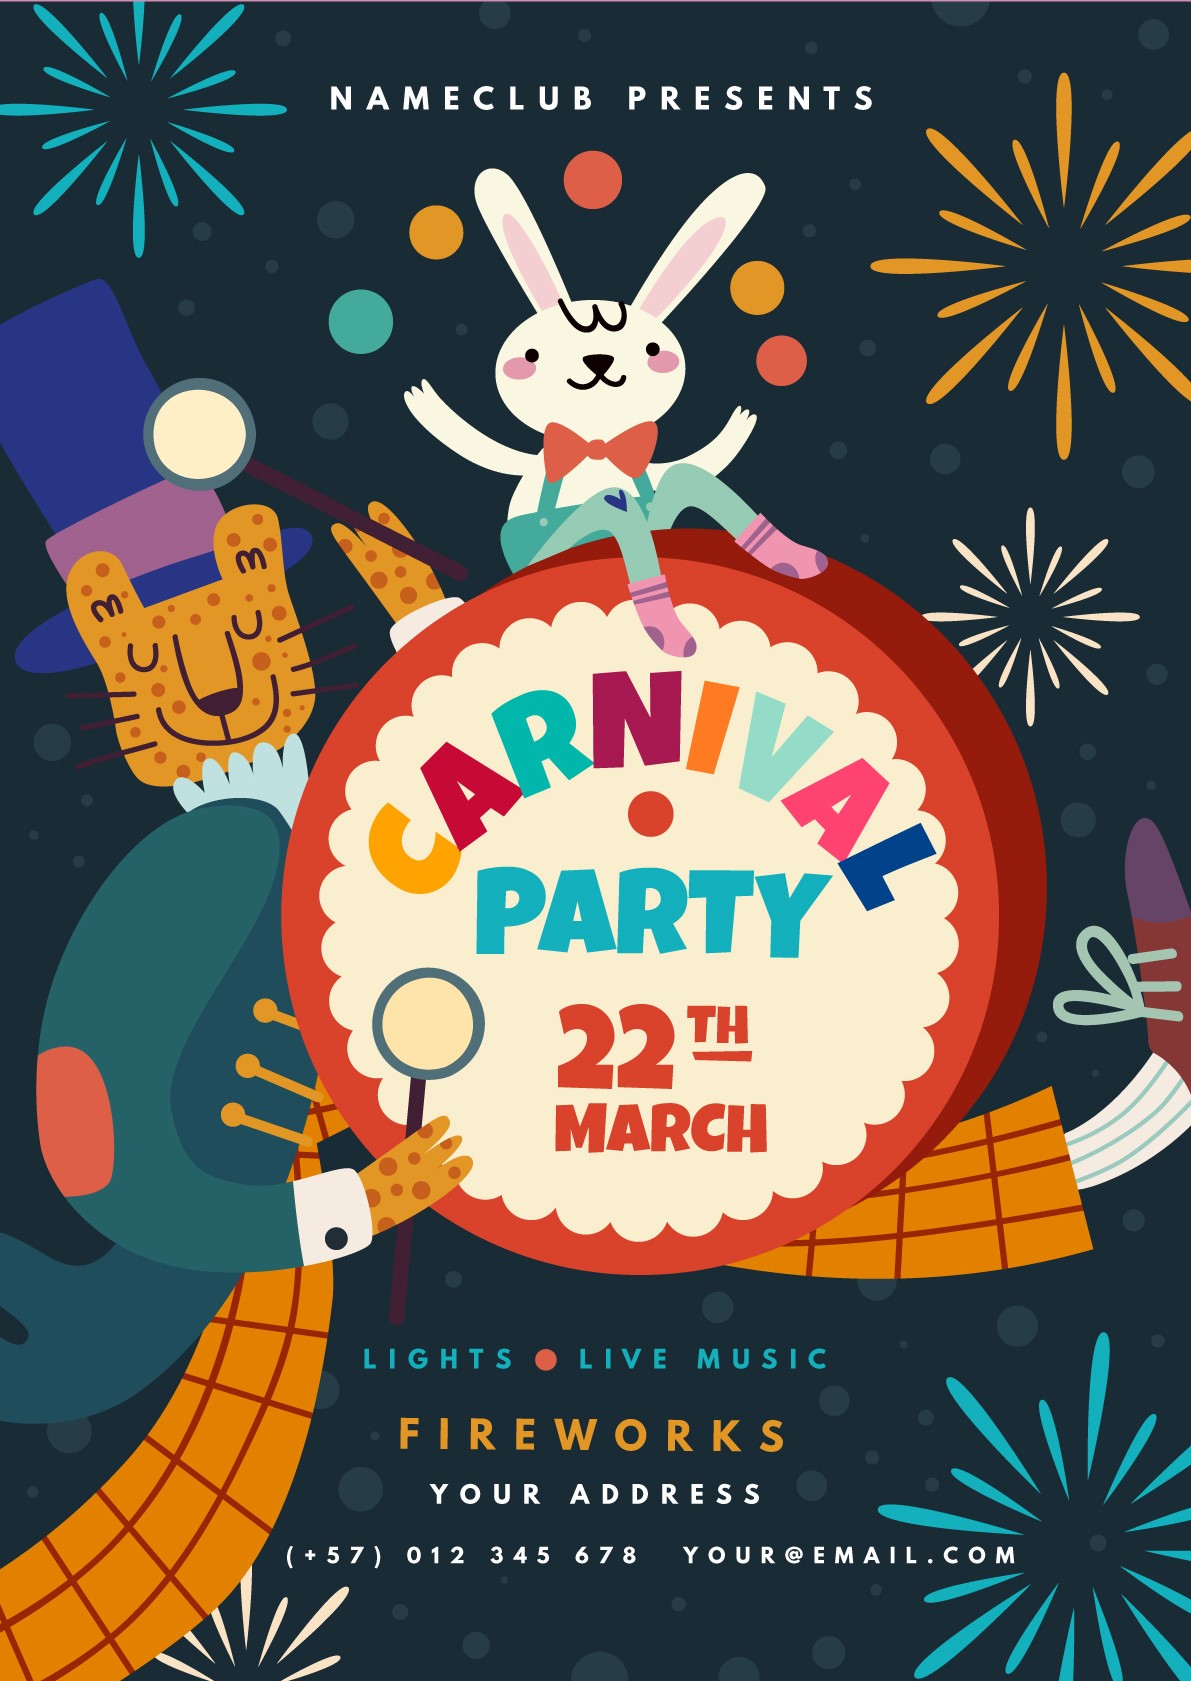 NAMECLUB PRESENTS
CARNIVAL
PARTY
22TH
MARCH
LIGHTS LIVE MUSIC
FIREWORKS
YOUR ADDRESS
(+57) 012 345 678 YOUR@EMAIL.COM